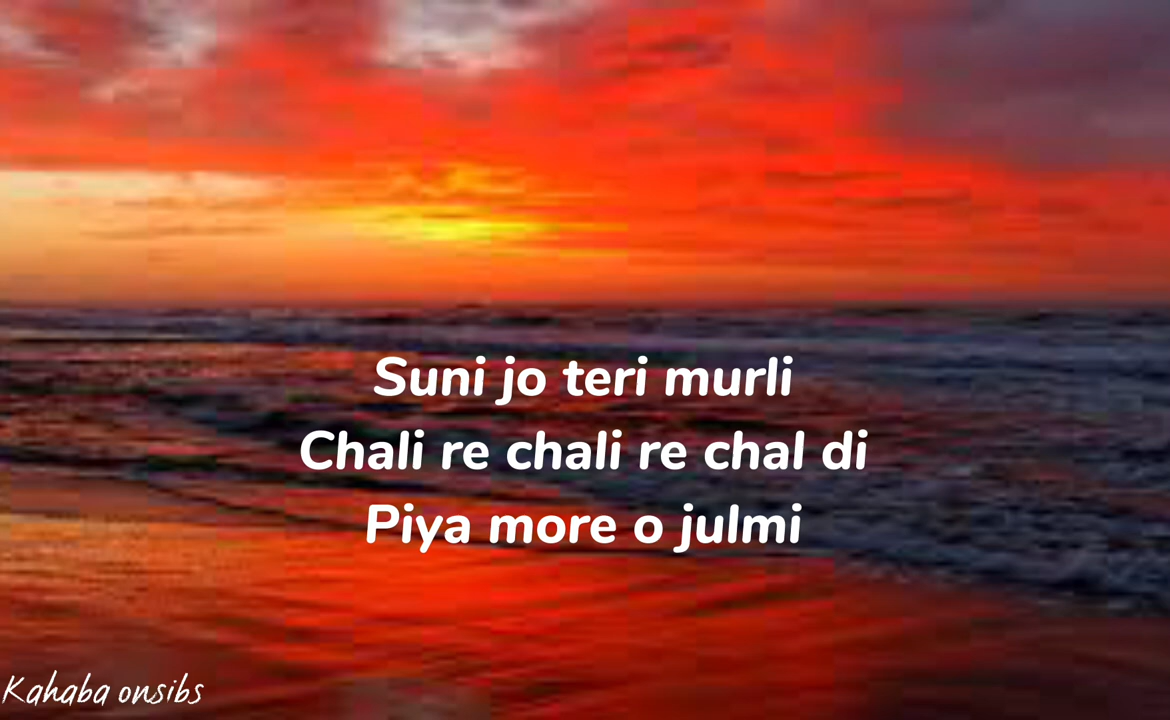 Suni jo teri murli
Chali re chali re chal di
Piya more o julmi
Kahaba onsibs